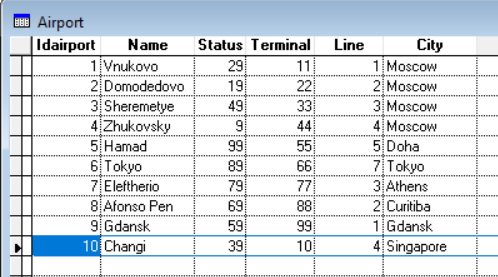 Airport
Idairport Name Status Terminal Line City
1 Vnukovo 29 11 1 Moscow
2 Domodedovo 19 22 2 Moscow
3 Sheremetye 49 33 3 Moscow
4 Zhukovsky 9 44 4 Moscow
5 Hamad 99 55 5 Doha
6 Tokyo 89 66 7 Tokyo
7 Eleftherio 79 77 3 Athens
8 Afonso Pen 69 88 2 Curitiba
9 Gdansk 59 99 1 Gdansk
10 Changi 39 10 4 Singapore